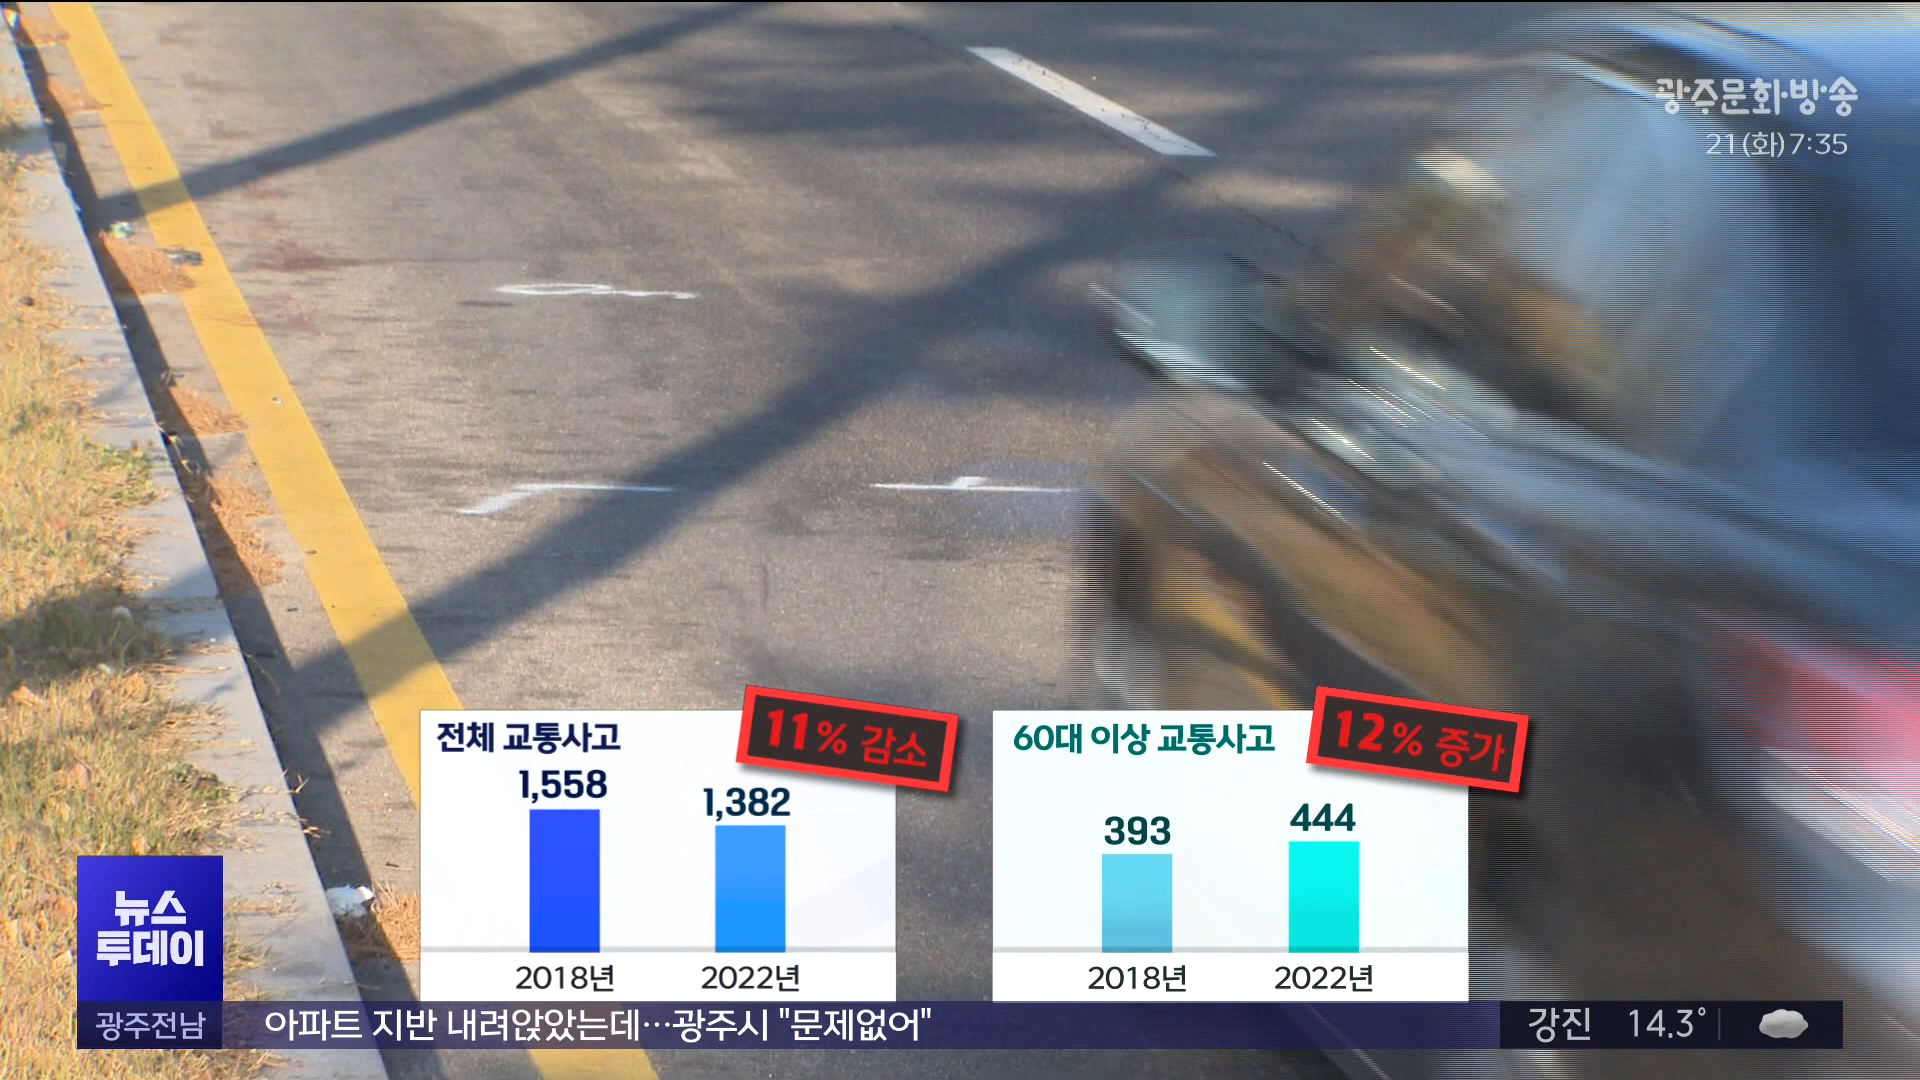 광주문화방송
21(화)7:35
전체 교통사고
11% 감소
1,558
1,382
2018년
2022년
60대 이상 교통사고
12% 증가
393
444
2018년
2022년
뉴스
투데이
광주전남
아파트 지반 내려앉았는데…광주시 "문제없어"
강진 14.3°